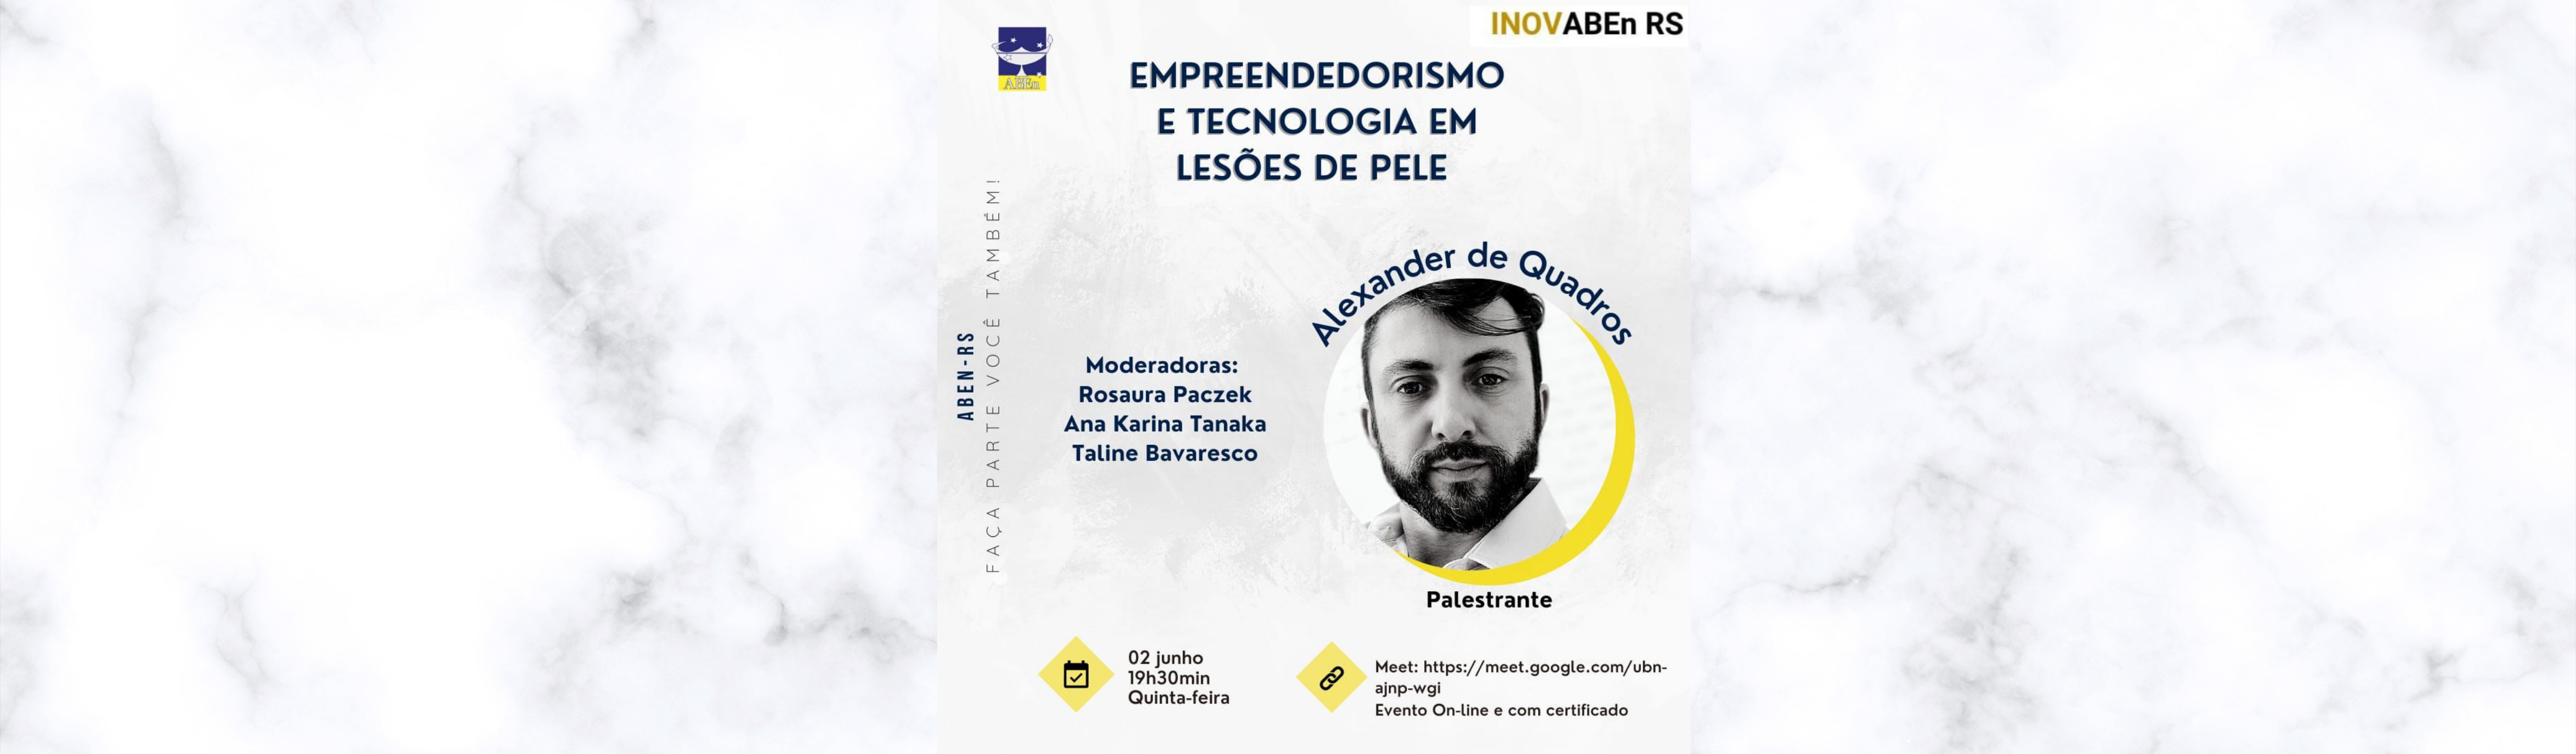 INOVABEn RS
ABEn
EMPREENDEDORISMO
E TECNOLOGIA EM
LESÕES DE PELE
ABEN-RS
FAÇA PARTE VOCÊ TAMBÉM!
Alexander de Quadros
Moderadoras:
Rosaura Paczek
Ana Karina Tanaka
Taline Bavaresco
Palestrante
02 junho
19h30min
Quinta-feira
Meet: https://meet.google.com/ubn-
ajnp-wgi
Evento On-line e com certificado